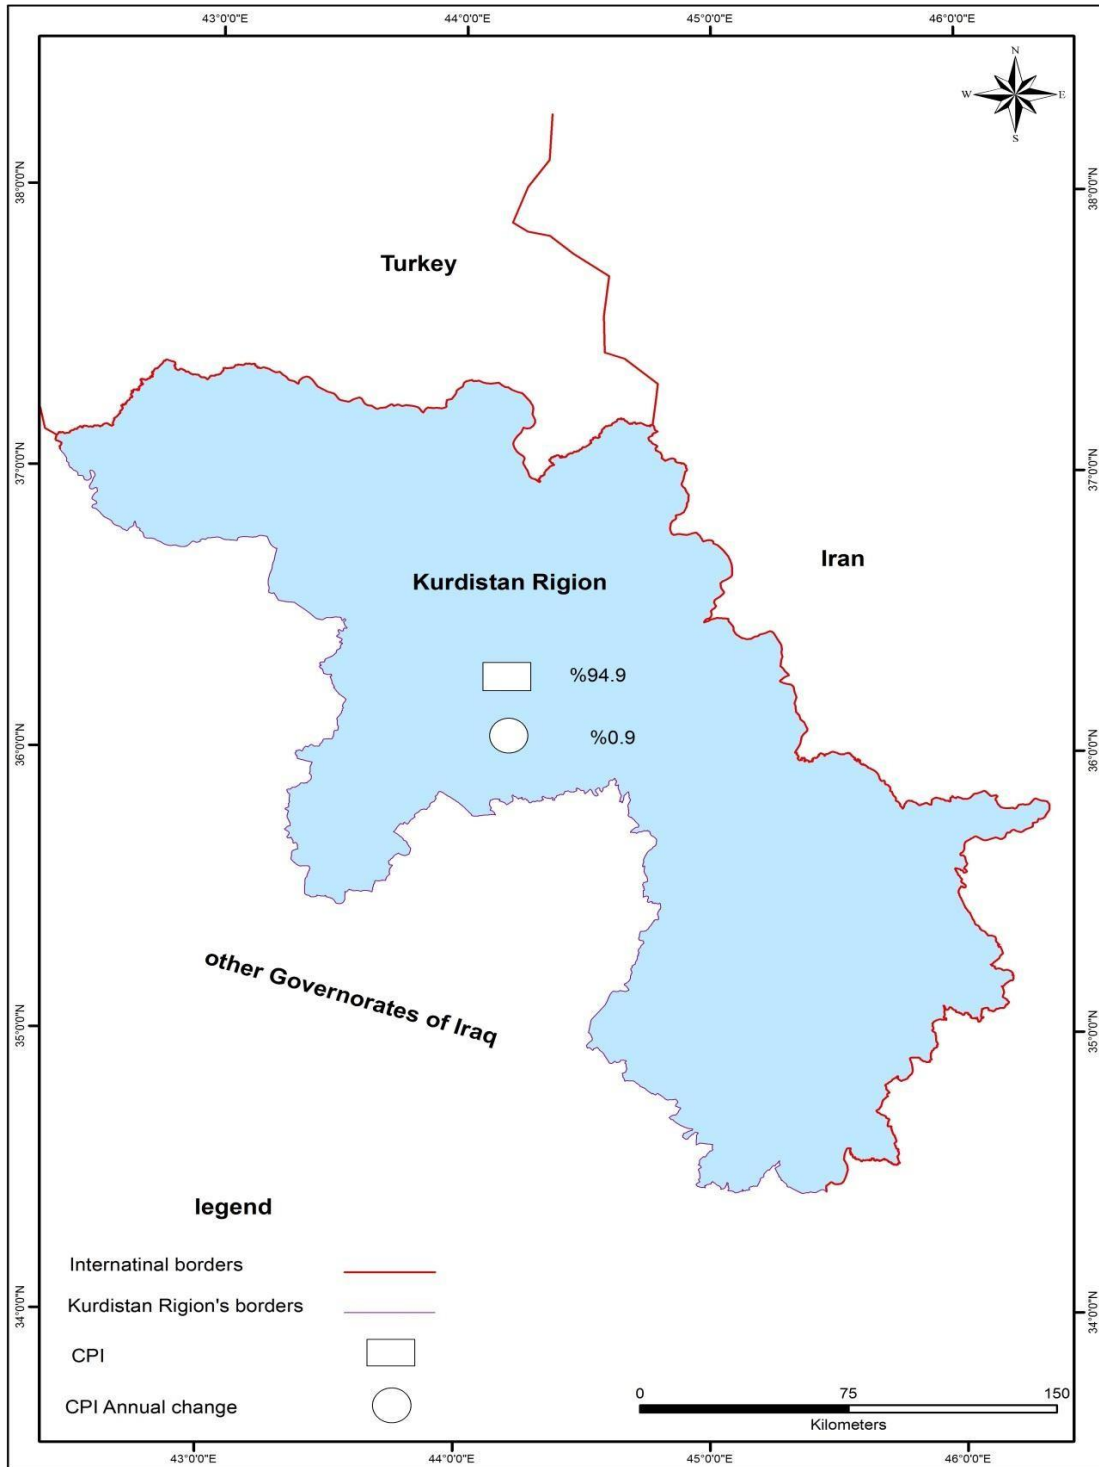 43°0'0"E 44°0'0"E 45°0'0"E 46°0'0"E
N
W E
S
38°0'0"N 38°0'0"N
Turkey
37°0'0"N 37°0'0"N
Iran
Kurdistan Rigion
%94.9
%0.9
36°0'0"N 36°0'0"N
other Governorates of Iraq
35°0'0"N 35°0'0"N
legend
Internatinal borders
Kurdistan Rigion's borders
34°0'0"N 34°0'0"N
CPI
CPI Annual change
0 75 150
Kilometers
43°0'0"E 44°0'0"E 45°0'0"E 46°0'0"E